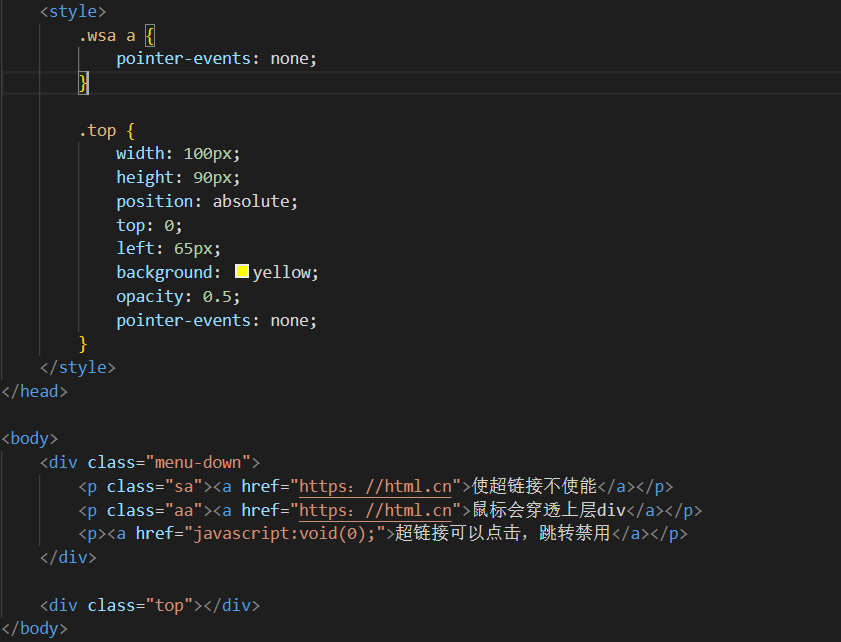 <style>
.wsa a {
pointer-events: none;
}
.top {
width: 100px;
height: 90px;
position: absolute;
top: 0;
left: 65px;
background: yellow;
opacity: 0.5;
pointer-events: none;
}
</style>
</head>
<body>
<div class="menu-down">
<p class="sa"><a href="https：//html.cn">使超链接不使能</a></p>
<p class="aa"><a href="https：//html.cn">鼠标会穿透上层div</a></p>
<p><a href="javascript:void(0);">超链接可以点击，跳转禁用</a></p>
</div>
<div class="top"></div>
</body>